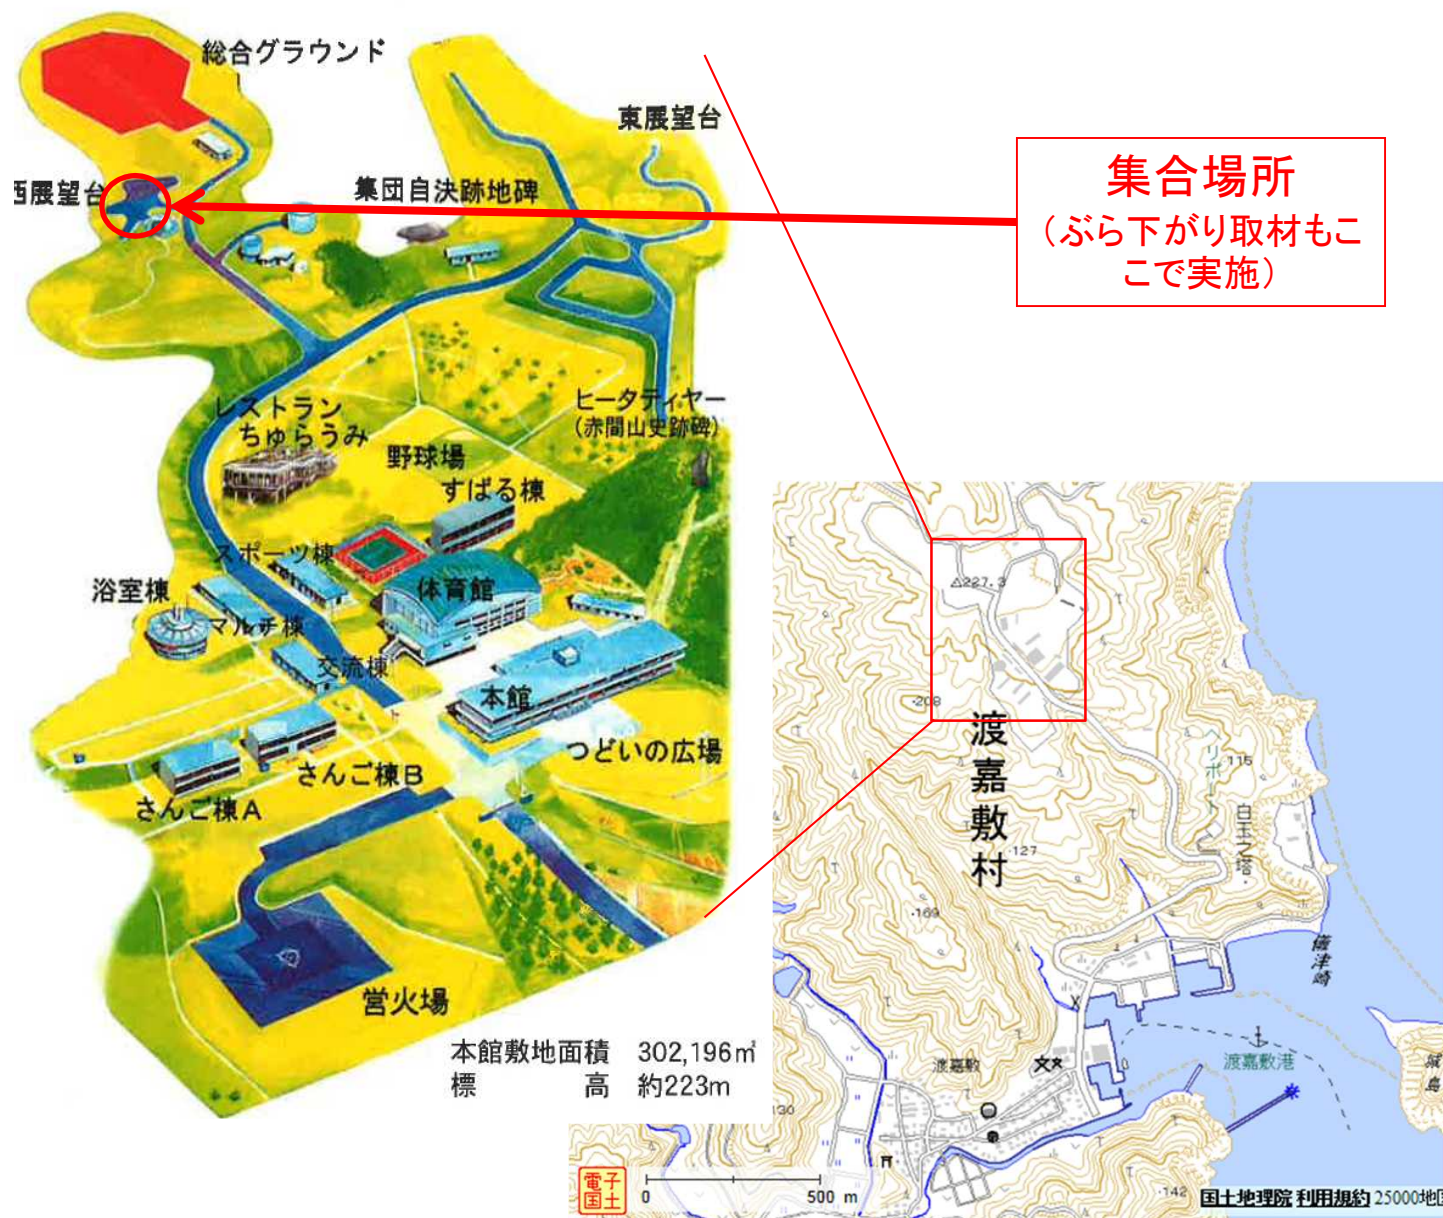 総合グラウンド
東展望台
西展望台
集団自決跡地碑
集合場所
（ぶら下がり取材もこ
こで実施）
レストラン
ちゅらうみ
ヒータティヤー
(赤間山史跡碑)
野球場
すばる棟
スポーツ棟
体育館
浴室棟
マルチ棟
交流棟
本館
つどいの広場
さんご棟B
さんご棟A
営火場
本館敷地面積 302,196㎡
標高 約223m
△227.3
・208
渡嘉敷村
ヘリポート
115
白玉之塔
・127
・169
儀津崎
渡嘉敷
文文
渡嘉敷港
城島
130
・142
電子
国土
0
500 m
国土地理院 利用規約 25000地図